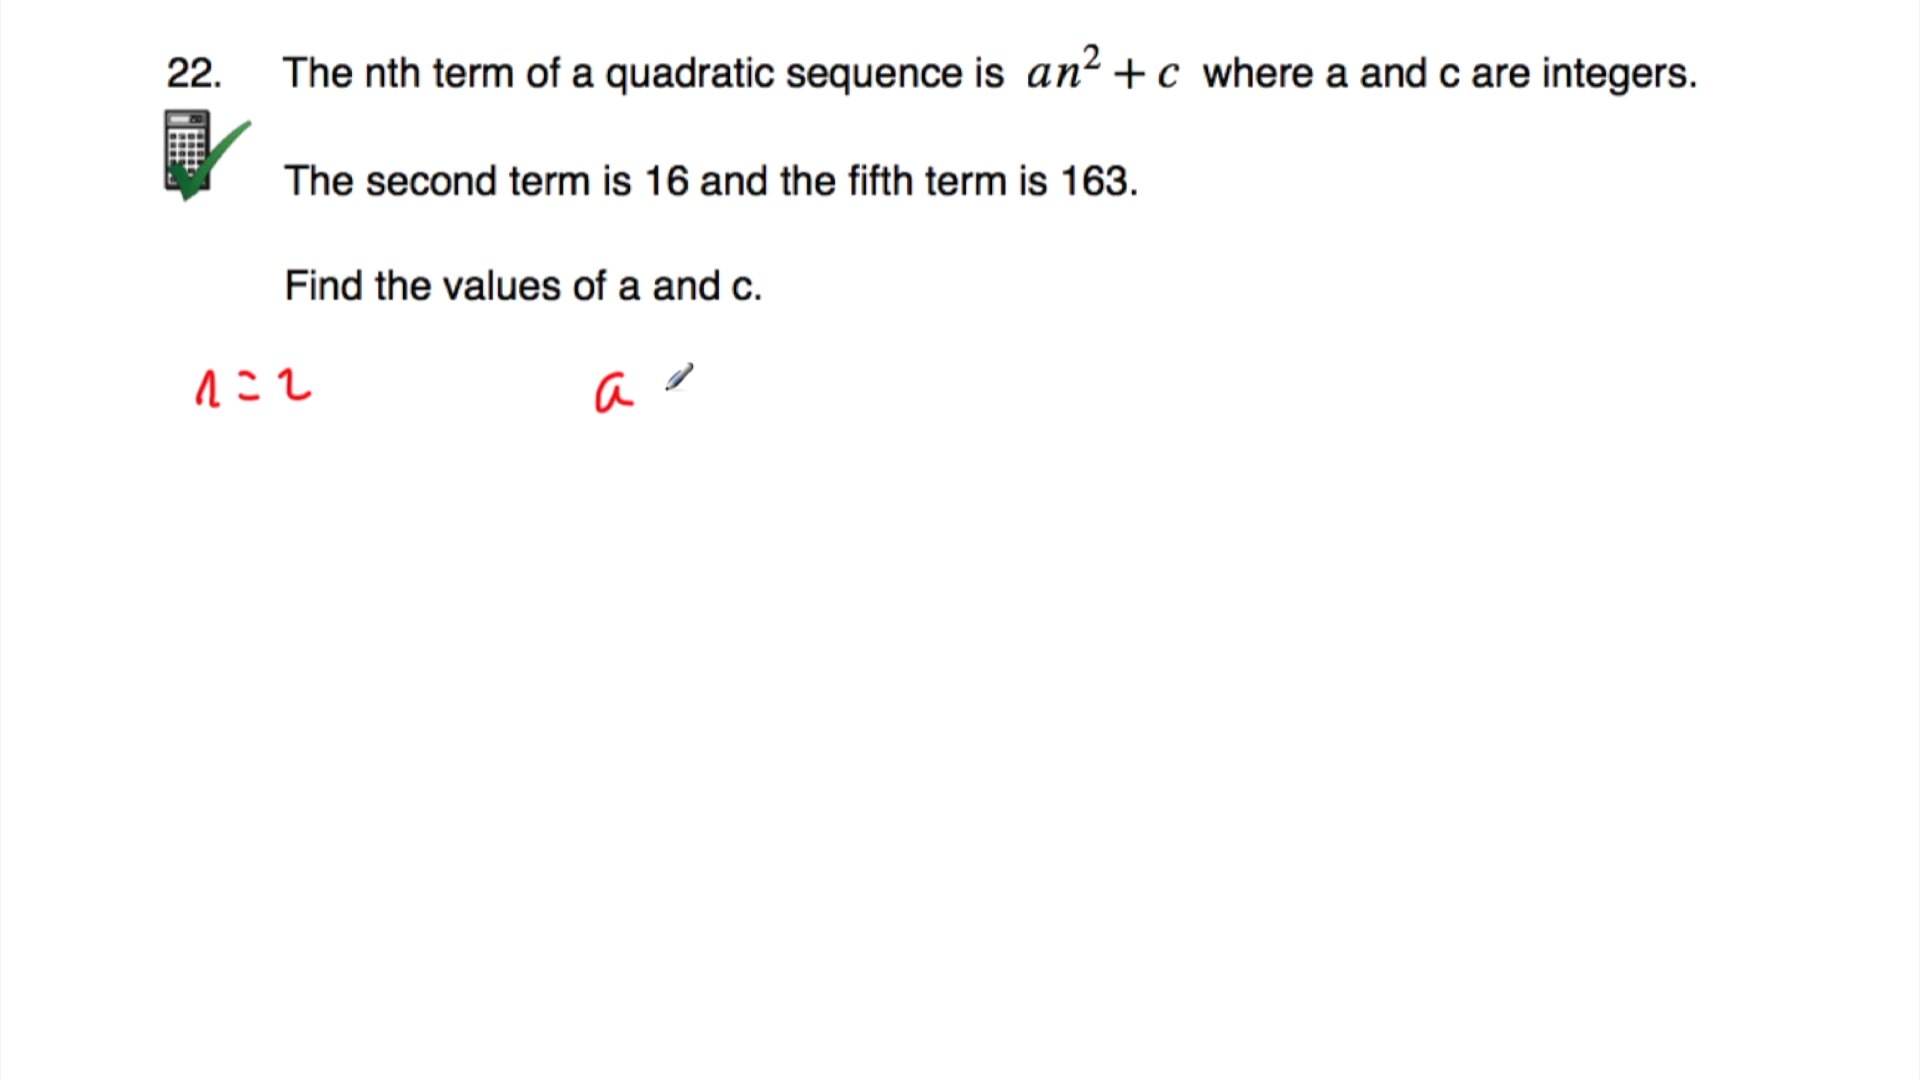 22. The nth term of a quadratic sequence is an² + c where a and c are integers.
The second term is 16 and the fifth term is 163.
Find the values of a and c.
n = 2 a